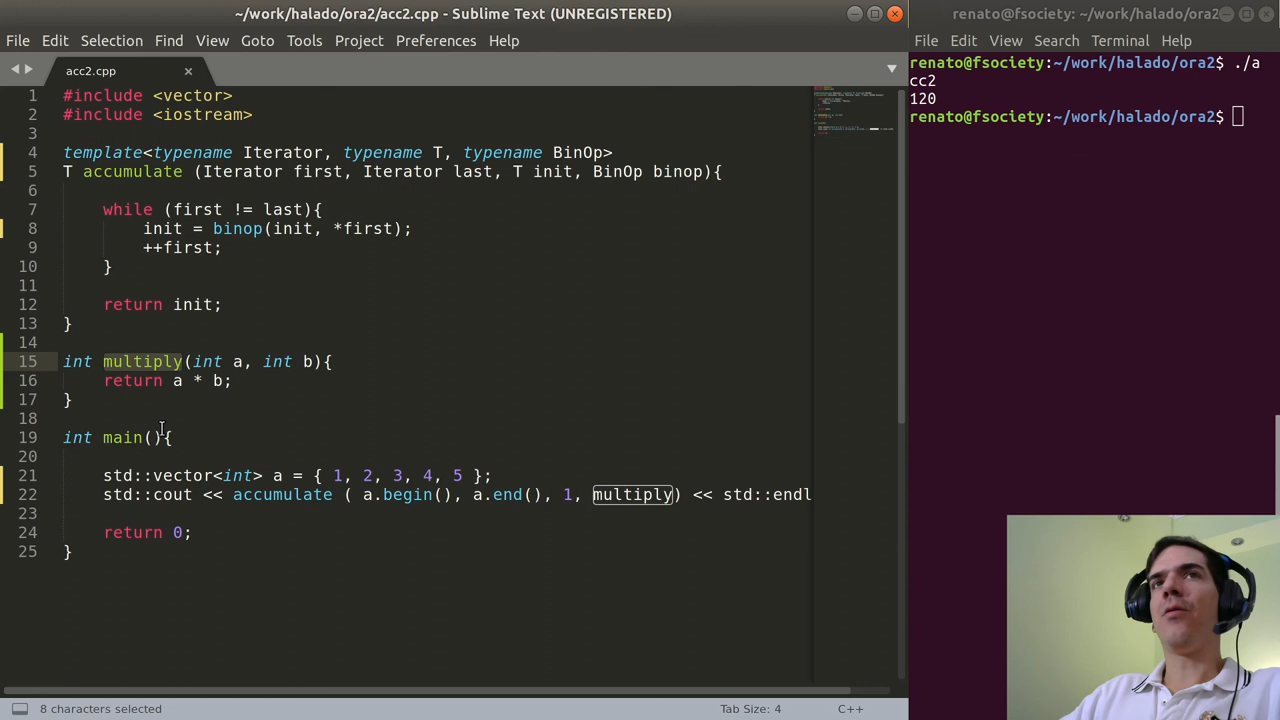 ~/work/halado/ora2/acc2.cpp - Sublime Text (UNREGISTERED)
File Edit Selection Find View Goto Tools Project Preferences Help
acc2.cpp
1 #include <vector>
2 #include <iostream>
3
4 template<typename Iterator, typename T, typename BinOp>
5 T accumulate (Iterator first, Iterator last, T init, BinOp binop){
6
7 while (first != last){
8 init = binop(init, *first);
9 ++first;
10 }
11
12 return init;
13 }
14
15 int multiply(int a, int b){
16 return a * b;
17 }
18
19 int main(){
20
21 std::vector<int> a = { 1, 2, 3, 4, 5 };
22 std::cout << accumulate ( a.begin(), a.end(), 1, multiply) << std::endl
23
24 return 0;
25 }
8 characters selected
Tab Size: 4
C++
renato@fsociety: ~/work/halado/ora2
File Edit View Search Terminal Help
renato@fsociety:~/work/halado/ora2$ ./a
cc2
120
renato@fsociety:~/work/halado/ora2$